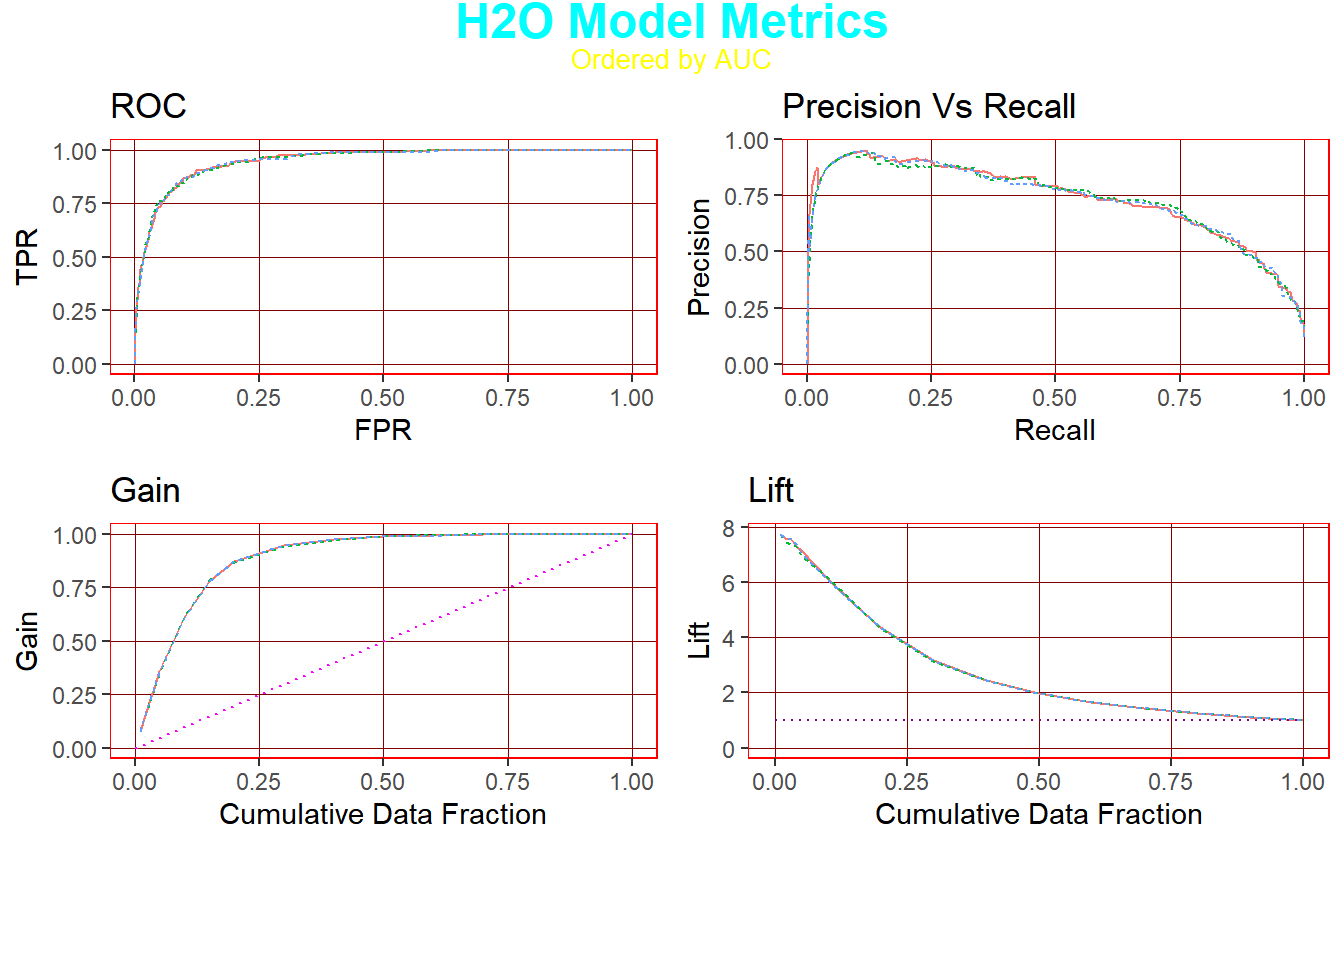 H2O Model Metrics
Ordered by AUC
ROC
1.00
0.75
0.50
0.25
0.00
TPR
0.00 0.25 0.50 0.75 1.00
FPR
Precision Vs Recall
1.00
0.75
0.50
0.25
0.00
Precision
0.00 0.25 0.50 0.75 1.00
Recall
Gain
1.00
0.75
0.50
0.25
0.00
Gain
0.00 0.25 0.50 0.75 1.00
Cumulative Data Fraction
Lift
8
6
4
2
0
Lift
0.00 0.25 0.50 0.75 1.00
Cumulative Data Fraction